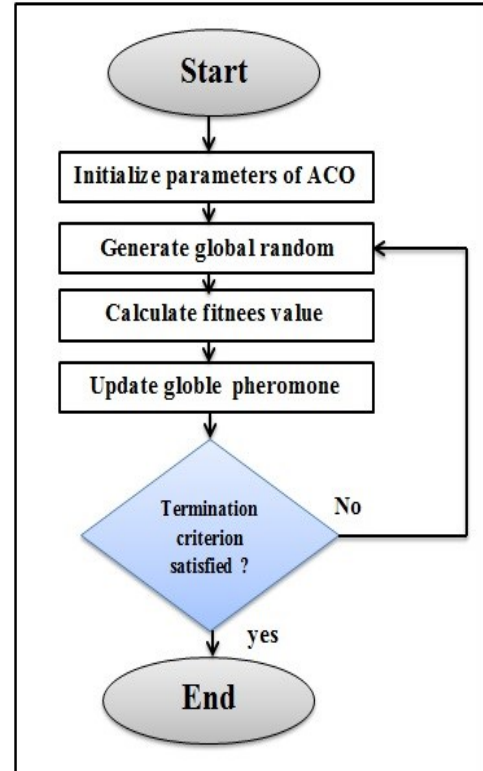 Start
Initialize parameters of ACO
Generate global random
Calculate fitnees value
Update globle pheromone
Termination
criterion
satisfied ?
No
yes
End